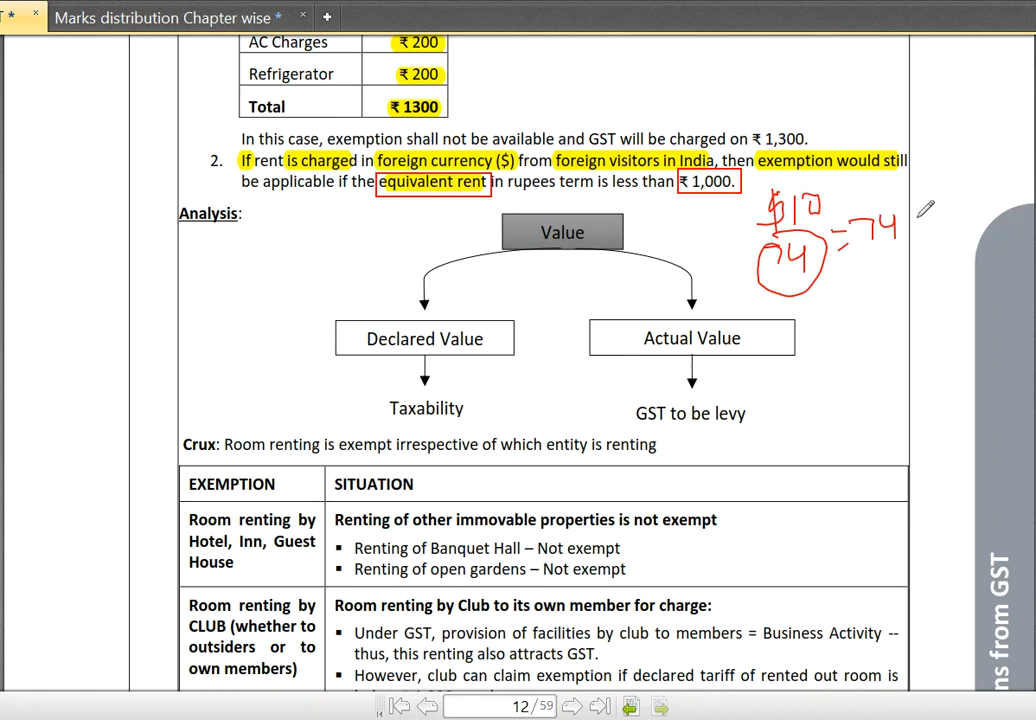 T *
Marks distribution Chapter wise *
AC Charges ₹ 200
Refrigerator ₹ 200
Total ₹ 1300
In this case, exemption shall not be available and GST will be charged on ₹ 1,300.
2. If rent is charged in foreign currency ($) from foreign visitors in India, then exemption would still
be applicable if the equivalent rent in rupees term is less than ₹ 1,000.
Analysis:
$10
74
=74
Value
Declared Value
Actual Value
Taxability
GST to be levy
Crux: Room renting is exempt irrespective of which entity is renting
EXEMPTION SITUATION
Room renting by
Hotel, Inn, Guest
House
Renting of other immovable properties is not exempt
▪ Renting of Banquet Hall – Not exempt
▪ Renting of open gardens – Not exempt
Room renting by
CLUB (whether to
outsiders or to
own members)
Room renting by Club to its own member for charge:
▪ Under GST, provision of facilities by club to members = Business Activity --
thus, this renting also attracts GST.
▪ However, club can claim exemption if declared tariff of rented out room is
ns from GST
12 / 59